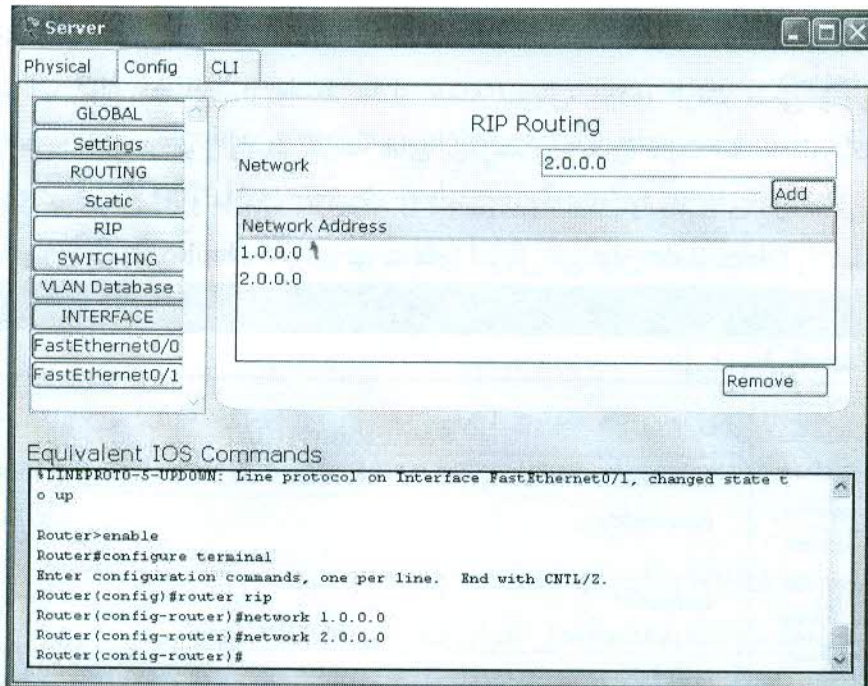 Server
Physical Config CLI
GLOBAL
Settings
ROUTING
Static
RIP
SWITCHING
VLAN Database
INTERFACE
FastEthernet0/0
FastEthernet0/1
RIP Routing
Network 2.0.0.0
Add
Network Address
1.0.0.0
2.0.0.0
Remove
Equivalent IOS Commands
%LINEPROTO-5-UPDOWN: Line protocol on Interface FastEthernet0/1, changed state t
o up
Router>enable
Router#configure terminal
Enter configuration commands, one per line. End with CNTL/Z.
Router(config)#router rip
Router(config-router)#network 1.0.0.0
Router(config-router)#network 2.0.0.0
Router(config-router)#